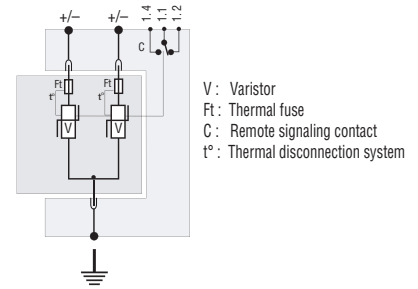 +/– +/– 1.4 1.1 1.2
C
Ft Ft
t° t°
V V
V : Varistor
Ft : Thermal fuse
C : Remote signaling contact
t° : Thermal disconnection system